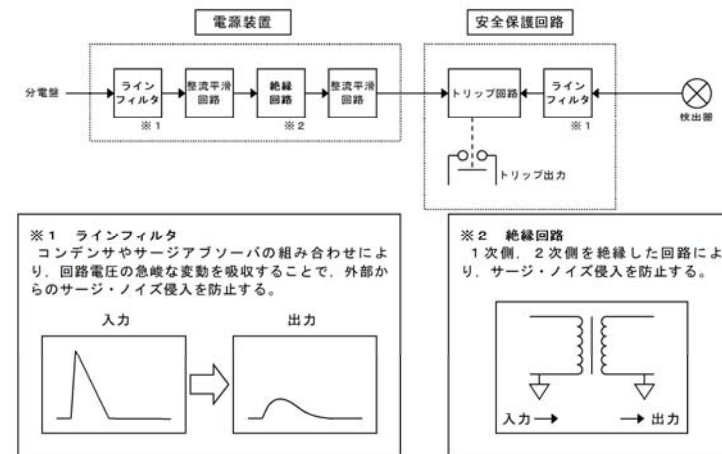 電源装置
安全保護回路
分電盤
ライン
フィルタ
※1
整流平滑
回路
絶縁
回路
※2
整流平滑
回路
トリップ回路
ライン
フィルタ
※1
検出器
トリップ出力
※1 ラインフィルタ
コンデンサやサージアブソーバの組み合わせによ
り，回路電圧の急峻な変動を吸収することで，外部か
らのサージ・ノイズ侵入を防止する。
入力
出力
※2 絶縁回路
1次側，2次側を絶縁した回路によ
り，サージ・ノイズ侵入を防止する。
入力
出力